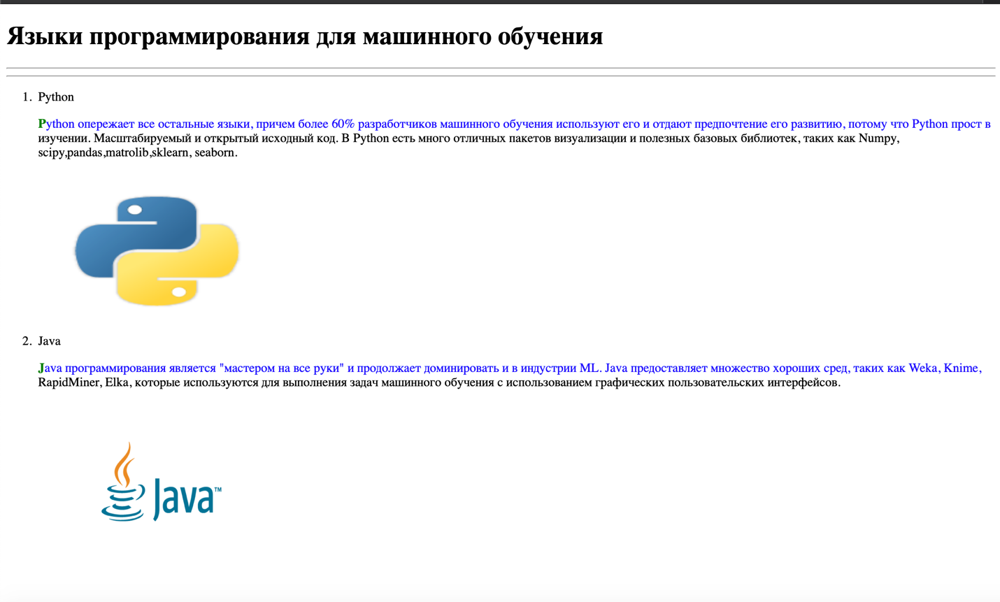 Языки программирования для машинного обучения
1. Python
Python опережает все остальные языки, причем более 60% разработчиков машинного обучения используют его и отдают предпочтение его развитию, потому что Python прост в
изучении. Масштабируемый и открытый исходный код. В Python есть много отличных пакетов визуализации и полезных базовых библиотек, таких как Numpy,
scipy,pandas,matrolib,sklearn, seaborn.
2. Java
Java программирования является "мастером на все руки" и продолжает доминировать и в индустрии ML. Java предоставляет множество хороших сред, таких как Weka, Knime,
RapidMiner, Elka, которые используются для выполнения задач машинного обучения с использованием графических пользовательских интерфейсов.
Java™